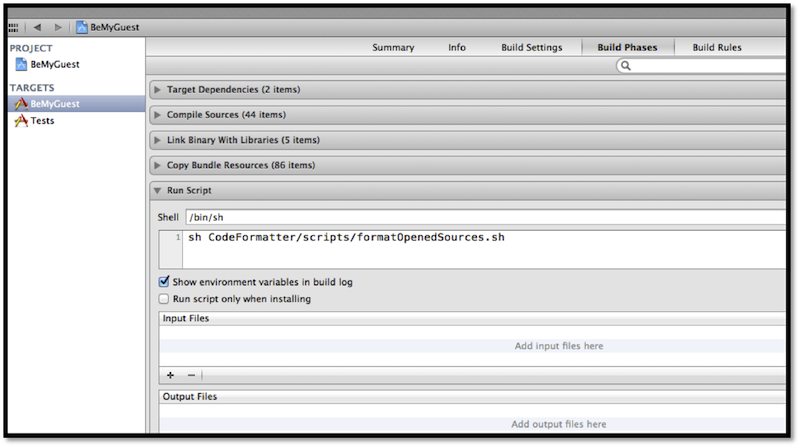 BeMyGuest
PROJECT
BeMyGuest
TARGETS
BeMyGuest
Tests
Summary Info Build Settings Build Phases Build Rules
Target Dependencies (2 items)
Compile Sources (44 items)
Link Binary With Libraries (5 items)
Copy Bundle Resources (86 items)
Run Script
Shell /bin/sh
1 sh CodeFormatter/scripts/formatOpenedSources.sh
Show environment variables in build log
Run script only when installing
Input Files
Add input files here
+ −
Output Files
Add output files here